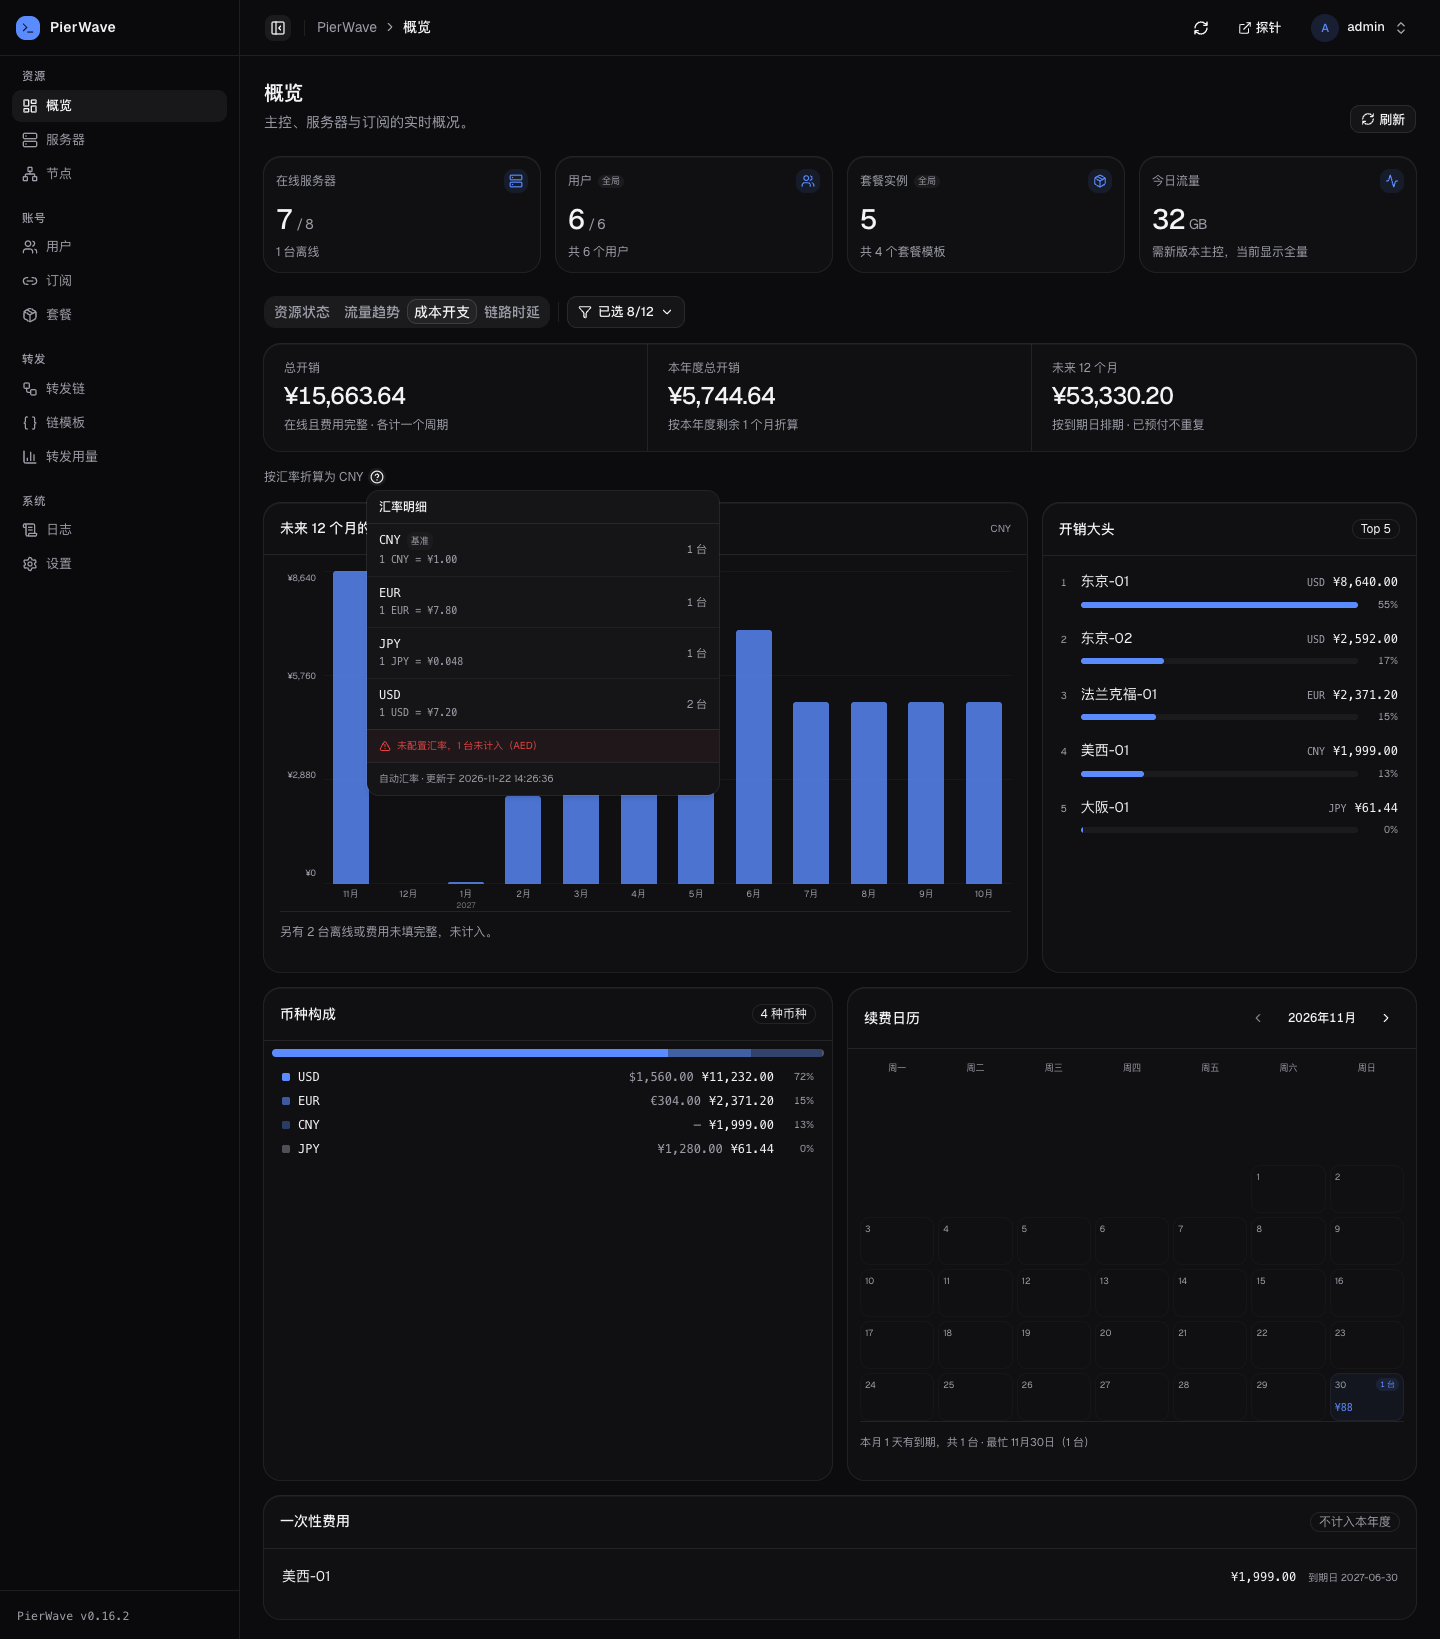 PierWave
PierWave > 概览
探针
A admin
资源
概览
服务器
节点
账号
用户
订阅
套餐
转发
转发链
链模板
转发用量
系统
日志
设置
PierWave v0.16.2
概览
主控、服务器与订阅的实时概况。
刷新
在线服务器
7 / 8
1 台离线
用户 全局
6 / 6
共 6 个用户
套餐实例 全局
5
共 4 个套餐模板
今日流量
32 GB
需新版本主控，当前显示全量
资源状态 流量趋势 成本开支 链路时延
已选 8/12
总开销
¥15,663.64
在线且费用完整 · 各计一个周期
本年度总开销
¥5,744.64
按本年度剩余 1 个月折算
未来 12 个月
¥53,330.20
按到期日排期 · 已预付不重复
按汇率折算为 CNY
未来 12 个月的
CNY
汇率明细
CNY 基准
1 CNY = ¥1.00
1 台
EUR
1 EUR = ¥7.80
1 台
JPY
1 JPY = ¥0.048
1 台
USD
1 USD = ¥7.20
2 台
未配置汇率，1 台未计入（AED）
自动汇率 · 更新于 2026-11-22 14:26:36
¥8,640
¥5,760
¥2,880
¥0
11月 12月 1月 2月 3月 4月 5月 6月 7月 8月 9月 10月
2027
另有 2 台离线或费用未填完整，未计入。
开销大头
Top 5
1 东京-01 USD ¥8,640.00
55%
2 东京-02 USD ¥2,592.00
17%
3 法兰克福-01 EUR ¥2,371.20
15%
4 美西-01 CNY ¥1,999.00
13%
5 大阪-01 JPY ¥61.44
0%
币种构成
4 种币种
USD $1,560.00 ¥11,232.00 72%
EUR €304.00 ¥2,371.20 15%
CNY — ¥1,999.00 13%
JPY ¥1,280.00 ¥61.44 0%
续费日历
2026年11月
周一 周二 周三 周四 周五 周六 周日
1 2
3 4 5 6 7 8 9
10 11 12 13 14 15 16
17 18 19 20 21 22 23
24 25 26 27 28 29 30 1 台
¥88
本月 1 天有到期，共 1 台 · 最忙 11月30日（1 台）
一次性费用
不计入本年度
美西-01
¥1,999.00 到期日 2027-06-30